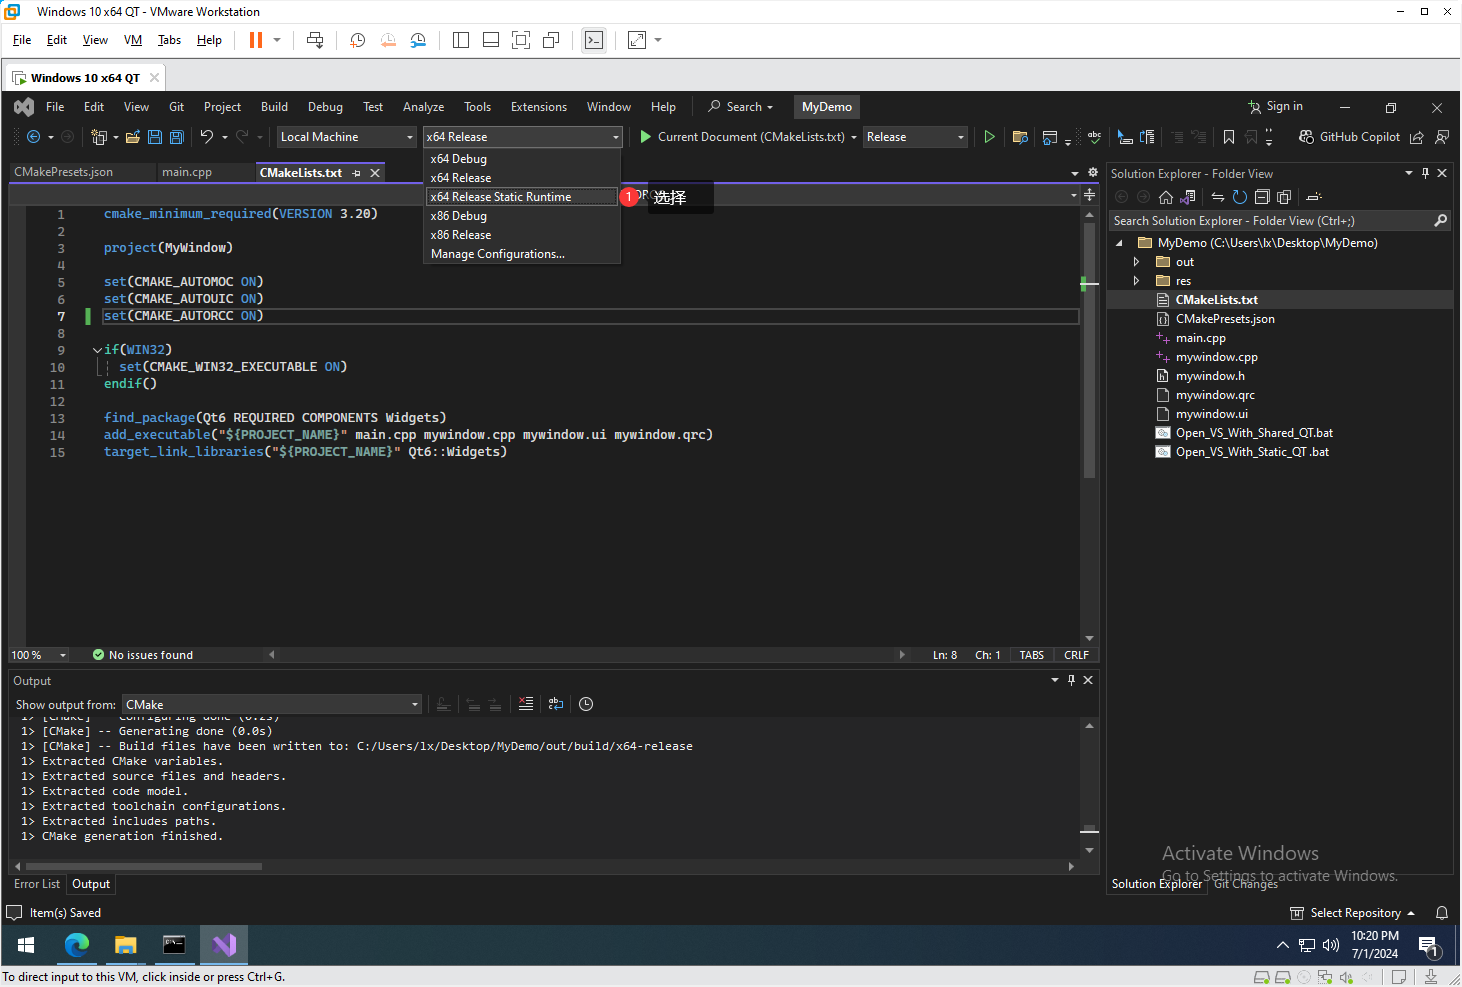 Windows 10 x64 QT - VMware Workstation
File Edit View VM Tabs Help
Windows 10 x64 QT
File Edit View Git Project Build Debug Test Analyze Tools Extensions Window Help Search MyDemo Sign in
Local Machine x64 Release Current Document (CMakeLists.txt) Release GitHub Copilot
x64 Debug
x64 Release
x64 Release Static Runtime
x86 Debug
x86 Release
Manage Configurations...
1 选择
CMakePresets.json main.cpp CMakeLists.txt
1 cmake_minimum_required(VERSION 3.20)
2
3 project(MyWindow)
4
5 set(CMAKE_AUTOMOC ON)
6 set(CMAKE_AUTOUIC ON)
7 set(CMAKE_AUTORCC ON)
8
9 if(WIN32)
10 set(CMAKE_WIN32_EXECUTABLE ON)
11 endif()
12
13 find_package(Qt6 REQUIRED COMPONENTS Widgets)
14 add_executable("${PROJECT_NAME}" main.cpp mywindow.cpp mywindow.ui mywindow.qrc)
15 target_link_libraries("${PROJECT_NAME}" Qt6::Widgets)
100 % No issues found Ln: 8 Ch: 1 TABS CRLF
Output
Show output from: CMake
1> [CMake] -- Configuring done (0.2s)
1> [CMake] -- Generating done (0.0s)
1> [CMake] -- Build files have been written to: C:/Users/lx/Desktop/MyDemo/out/build/x64-release
1> Extracted CMake variables.
1> Extracted source files and headers.
1> Extracted code model.
1> Extracted toolchain configurations.
1> Extracted includes paths.
1> CMake generation finished.
Error List Output
Solution Explorer - Folder View
Search Solution Explorer - Folder View (Ctrl+;)
MyDemo (C:\Users\lx\Desktop\MyDemo)
out
res
CMakeLists.txt
CMakePresets.json
main.cpp
mywindow.cpp
mywindow.h
mywindow.qrc
mywindow.ui
Open_VS_With_Shared_QT.bat
Open_VS_With_Static_QT .bat
Activate Windows
Go to Settings to activate Windows.
Solution Explorer Git Changes
Item(s) Saved Select Repository
10:20 PM
7/1/2024
1
To direct input to this VM, click inside or press Ctrl+G.